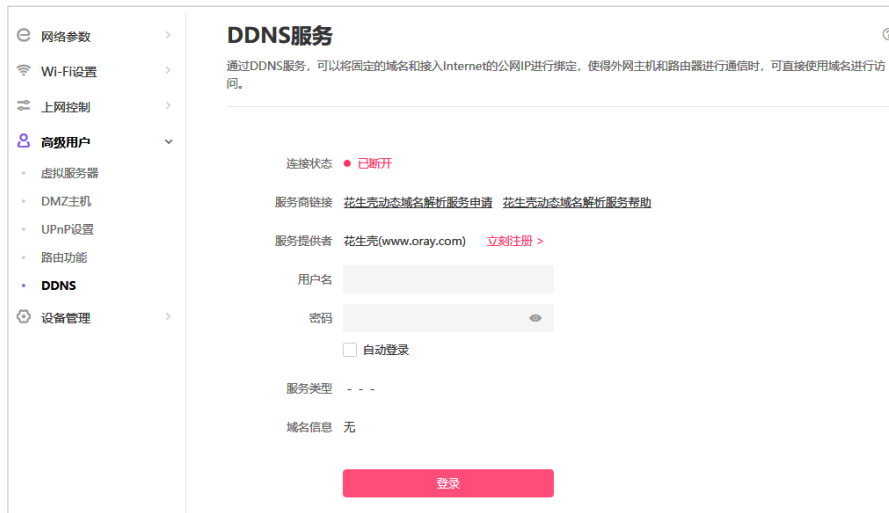 网络参数
Wi-Fi设置
上网控制
高级用户
虚拟服务器
DMZ主机
UPnP设置
路由功能
DDNS
设备管理
DDNS服务
通过DDNS服务，可以将固定的域名和接入Internet的公网IP进行绑定，使得外网主机和路由器进行通信时，可直接使用域名进行访
问。
连接状态 已断开
服务商链接 花生壳动态域名解析服务申请 花生壳动态域名解析服务帮助
服务提供者 花生壳(www.oray.com) 立刻注册 >
用户名
密码
自动登录
服务类型 - - -
域名信息 无
登录